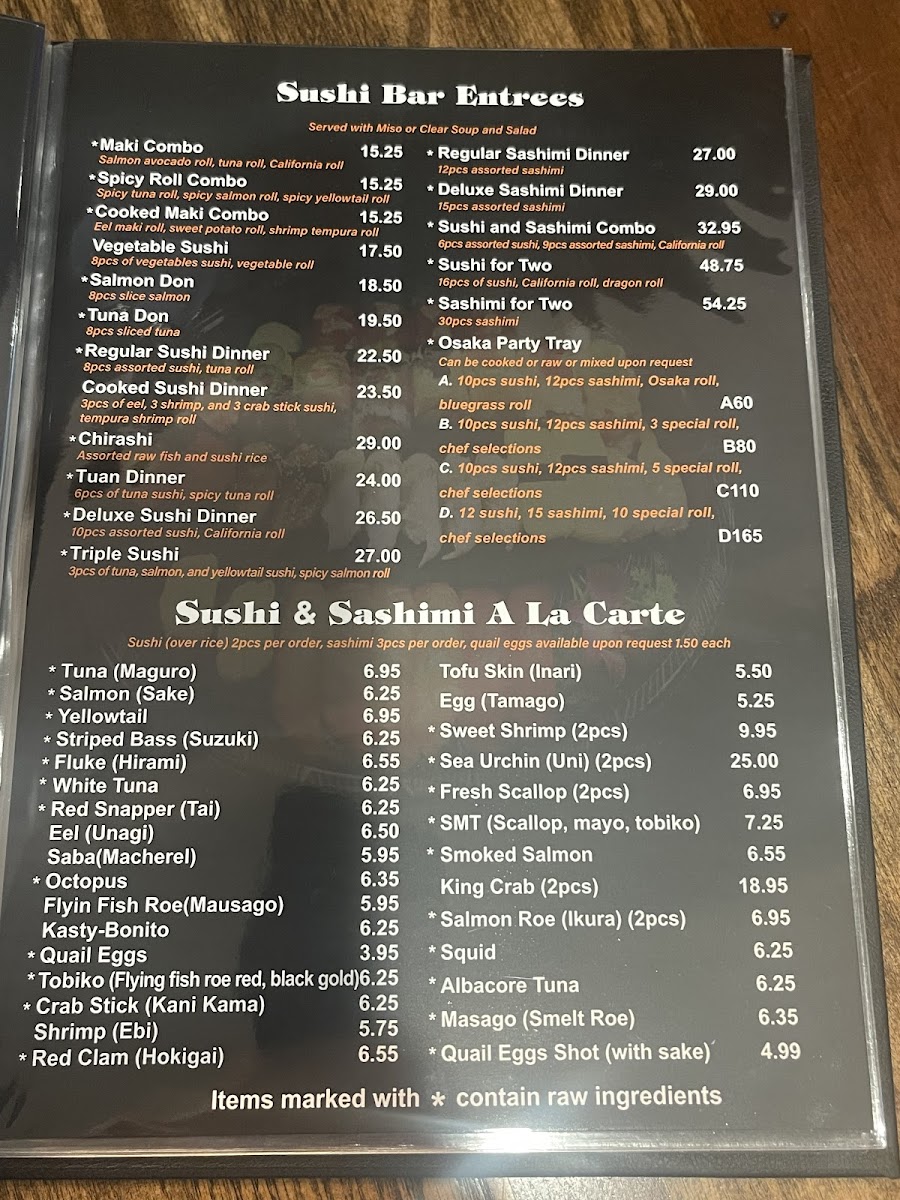 Sushi Bar Entrees
Served with Miso or Clear Soup and Salad
*Maki Combo 15.25
Salmon avocado roll, tuna roll, California roll
*Spicy Roll Combo 15.25
Spicy tuna roll, spicy salmon roll, spicy yellowtail roll
*Cooked Maki Combo 15.25
Eel maki roll, sweet potato roll, shrimp tempura roll
Vegetable Sushi 17.50
8pcs of vegetables sushi, vegetable roll
*Salmon Don 18.50
8pcs slice salmon
*Tuna Don 19.50
8pcs sliced tuna
*Regular Sushi Dinner 22.50
8pcs assorted sushi, tuna roll
Cooked Sushi Dinner 23.50
3pcs of eel, 3 shrimp, and 3 crab stick sushi,
tempura shrimp roll
*Chirashi 29.00
Assorted raw fish and sushi rice
*Tuan Dinner 24.00
6pcs of tuna sushi, spicy tuna roll
*Deluxe Sushi Dinner 26.50
10pcs assorted sushi, California roll
*Triple Sushi 27.00
3pcs of tuna, salmon, and yellowtail sushi, spicy salmon roll
*Regular Sashimi Dinner 27.00
12pcs assorted sashimi
*Deluxe Sashimi Dinner 29.00
15pcs assorted sashimi
*Sushi and Sashimi Combo 32.95
6pcs assorted sushi, 9pcs assorted sashimi, California roll
*Sushi for Two 48.75
16pcs of sushi, California roll, dragon roll
*Sashimi for Two 54.25
30pcs sashimi
*Osaka Party Tray
Can be cooked or raw or mixed upon request
A. 10pcs sushi, 12pcs sashimi, Osaka roll,
bluegrass roll A60
B. 10pcs sushi, 12pcs sashimi, 3 special roll,
chef selections B80
C. 10pcs sushi, 12pcs sashimi, 5 special roll,
chef selections C110
D. 12 sushi, 15 sashimi, 10 special roll,
chef selections D165
Sushi & Sashimi A La Carte
Sushi (over rice) 2pcs per order, sashimi 3pcs per order, quail eggs available upon request 1.50 each
*Tuna (Maguro) 6.95
*Salmon (Sake) 6.25
*Yellowtail 6.95
*Striped Bass (Suzuki) 6.25
*Fluke (Hirami) 6.55
*White Tuna 6.25
*Red Snapper (Tai) 6.25
Eel (Unagi) 6.50
Saba(Macherel) 5.95
*Octopus 6.35
Flyin Fish Roe(Mausago) 5.95
Kasty-Bonito 6.25
*Quail Eggs 3.95
*Tobiko (Flying fish roe red, black gold)6.25
*Crab Stick (Kani Kama) 6.25
Shrimp (Ebi) 5.75
*Red Clam (Hokigai) 6.55
Tofu Skin (Inari) 5.50
Egg (Tamago) 5.25
*Sweet Shrimp (2pcs) 9.95
*Sea Urchin (Uni) (2pcs) 25.00
*Fresh Scallop (2pcs) 6.95
*SMT (Scallop, mayo, tobiko) 7.25
*Smoked Salmon 6.55
King Crab (2pcs) 18.95
*Salmon Roe (Ikura) (2pcs) 6.95
*Squid 6.25
*Albacore Tuna 6.25
*Masago (Smelt Roe) 6.35
*Quail Eggs Shot (with sake) 4.99
Items marked with * contain raw ingredients